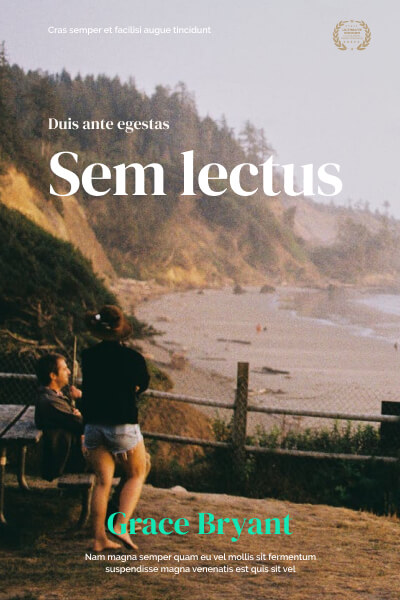 Cras semper et facilisi augue tincidunt
Duis ante egestas
Sem lectus
Grace Bryant
Nam magna semper quam eu vel mollis sit fermentum
suspendisse magna venenatis est quis sit vel